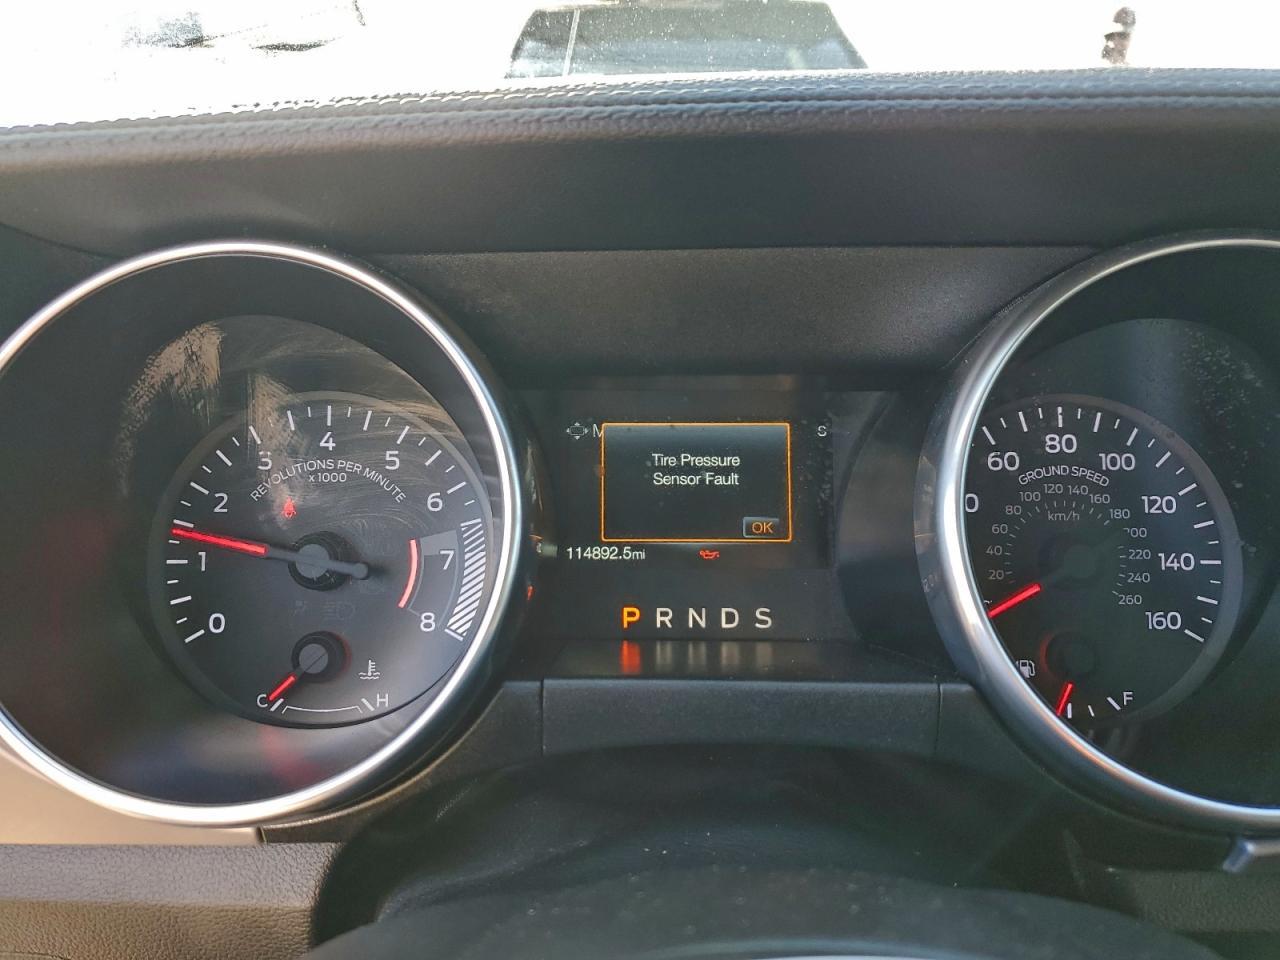 4
3
5
REVOLUTIONS PER MINUTE
x1000
2
6
1
7
0
8
C
H
M
S
Tire Pressure
Sensor Fault
OK
114892.5mi
P R N D S
80
60
100
GROUND SPEED
120 140
100
160
0
80
km/h
180
120
60
200
40
220
140
20
240
260
160
F